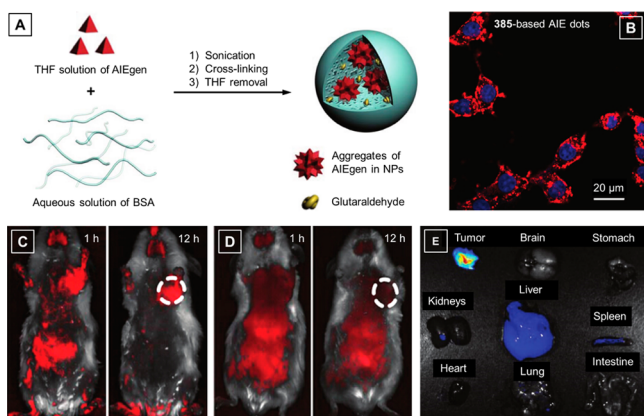 A
THF solution of AIEgen
+
Aqueous solution of BSA
1) Sonication
2) Cross-linking
3) THF removal
Aggregates of
AIEgen in NPs
Glutaraldehyde
385-based AIE dots
B
20 µm
C
1 h
12 h
D
1 h
12 h
E
Tumor
Brain
Stomach
Kidneys
Liver
Spleen
Heart
Lung
Intestine